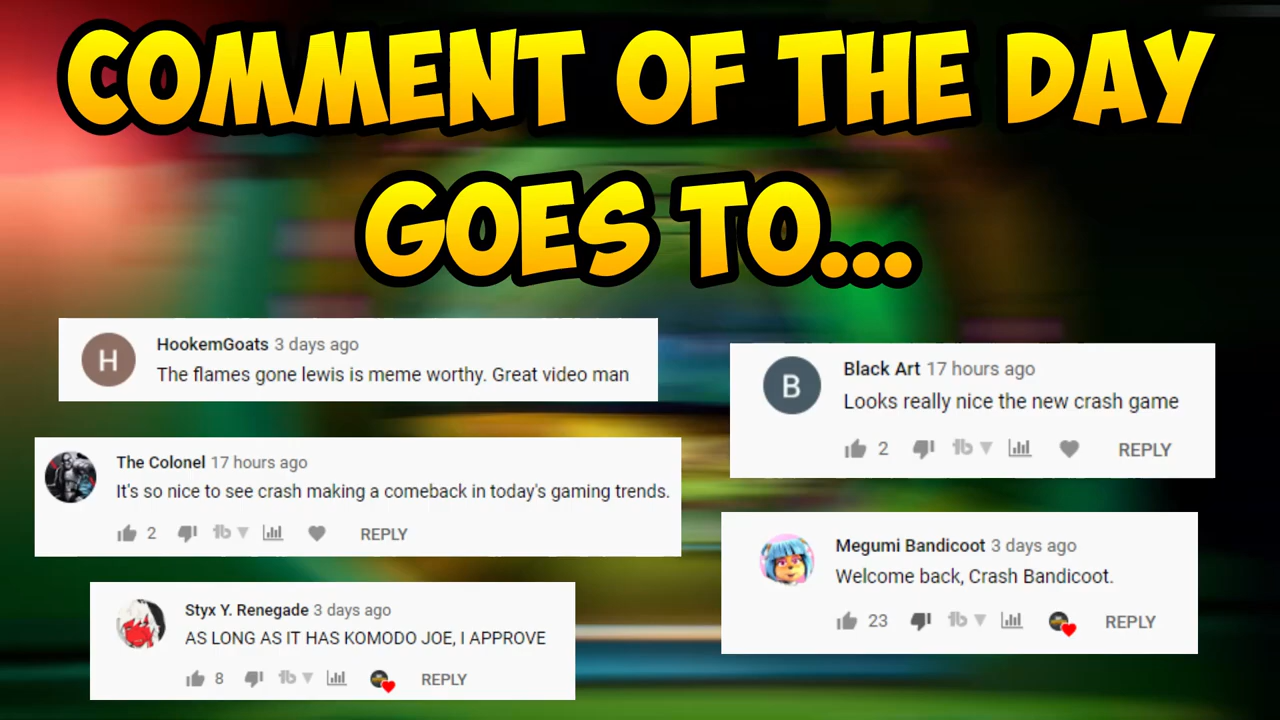 COMMENT OF THE DAY
GOES TO...
H
HookemGoats 3 days ago
The flames gone lewis is meme worthy. Great video man
B
Black Art 17 hours ago
Looks really nice the new crash game
2 tb REPLY
The Colonel 17 hours ago
It's so nice to see crash making a comeback in today's gaming trends.
2 tb REPLY
Megumi Bandicoot 3 days ago
Welcome back, Crash Bandicoot.
23 tb REPLY
Styx Y. Renegade 3 days ago
AS LONG AS IT HAS KOMODO JOE, I APPROVE
8 tb REPLY